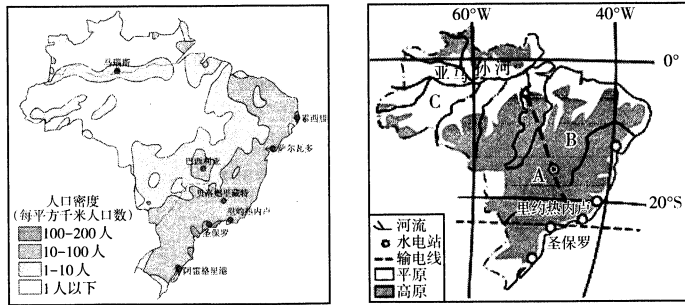 马瑙斯
累西腓
萨尔瓦多
巴西利亚
贝洛奥里藏特
里约热内卢
圣保罗
阿雷格里港
人口密度
(每平方千米人口数)
100-200人
10-100人
1-10人
1人以下
60°W
40°W
0°
亚马孙河
C
B
A
里约热内卢
20°S
圣保罗
河流
水电站
输电线
平原
高原